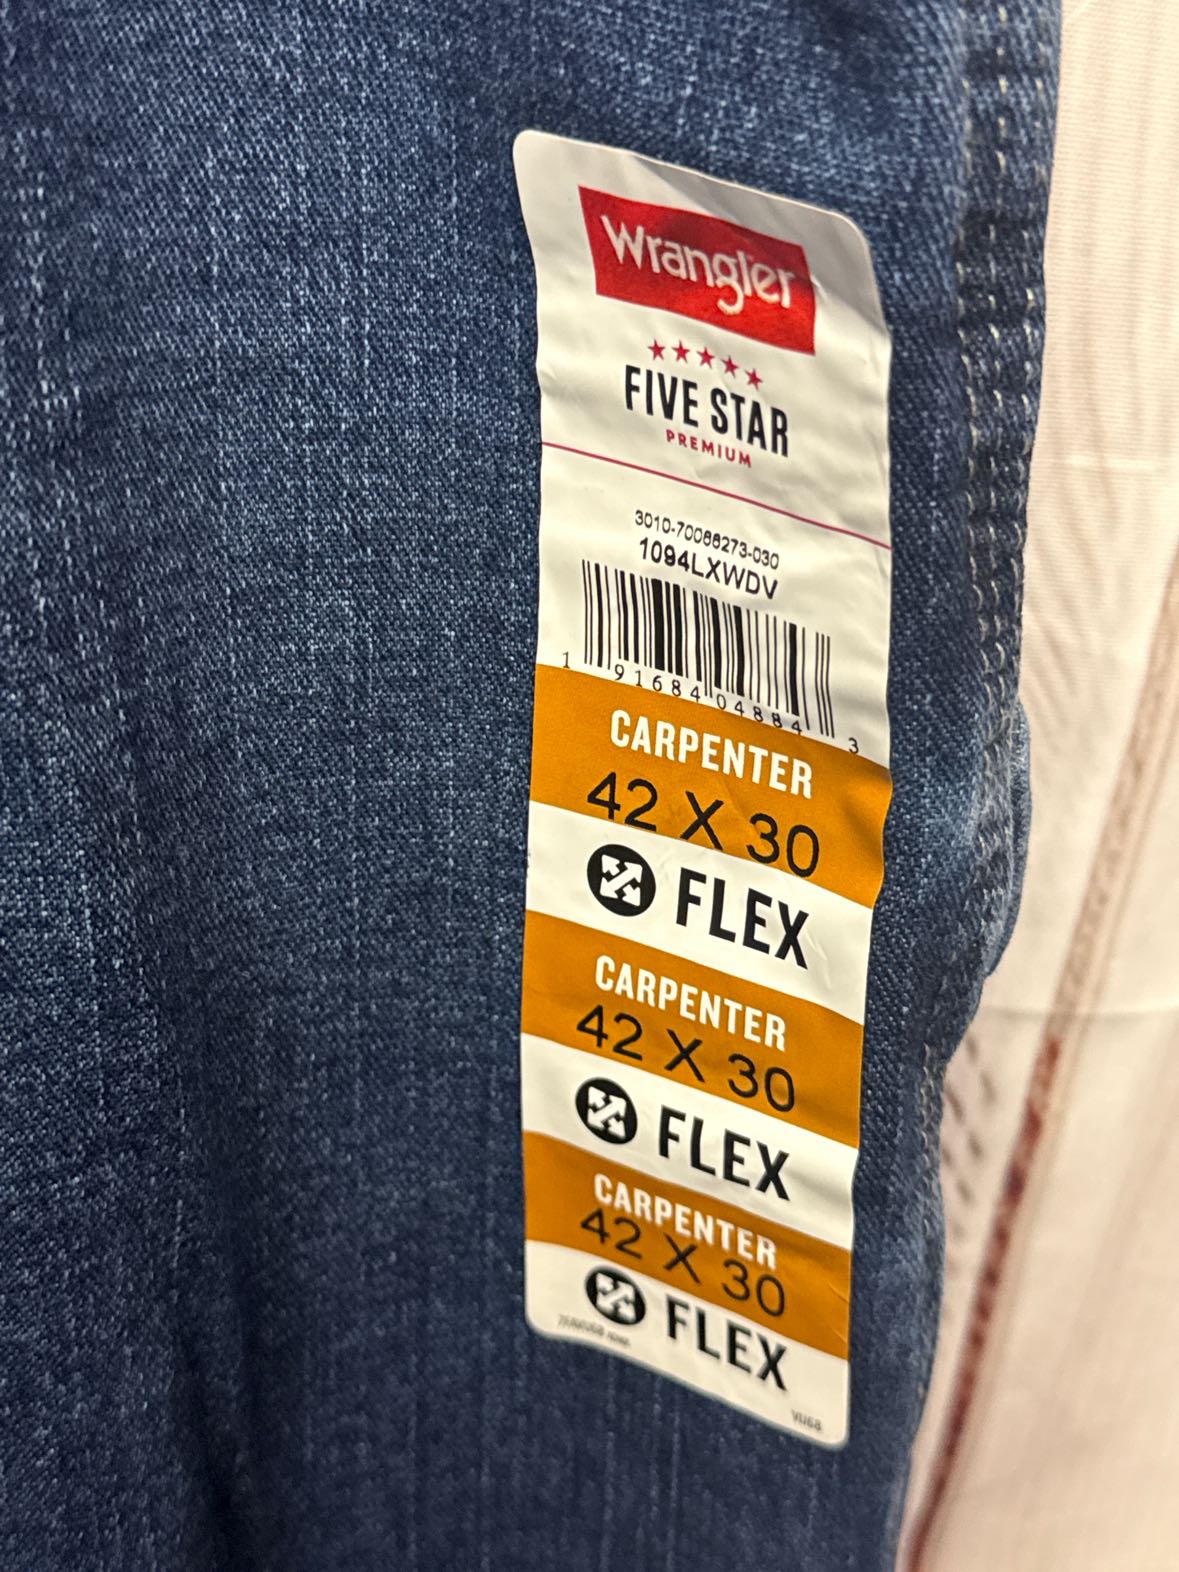 Wrangler
FIVE STAR
PREMIUM
3010-70086273-030
1094LXWDV
1 91684 04884 3
CARPENTER
42 X 30
FLEX
CARPENTER
42 X 30
FLEX
CARPENTER
42 X 30
FLEX
VU68